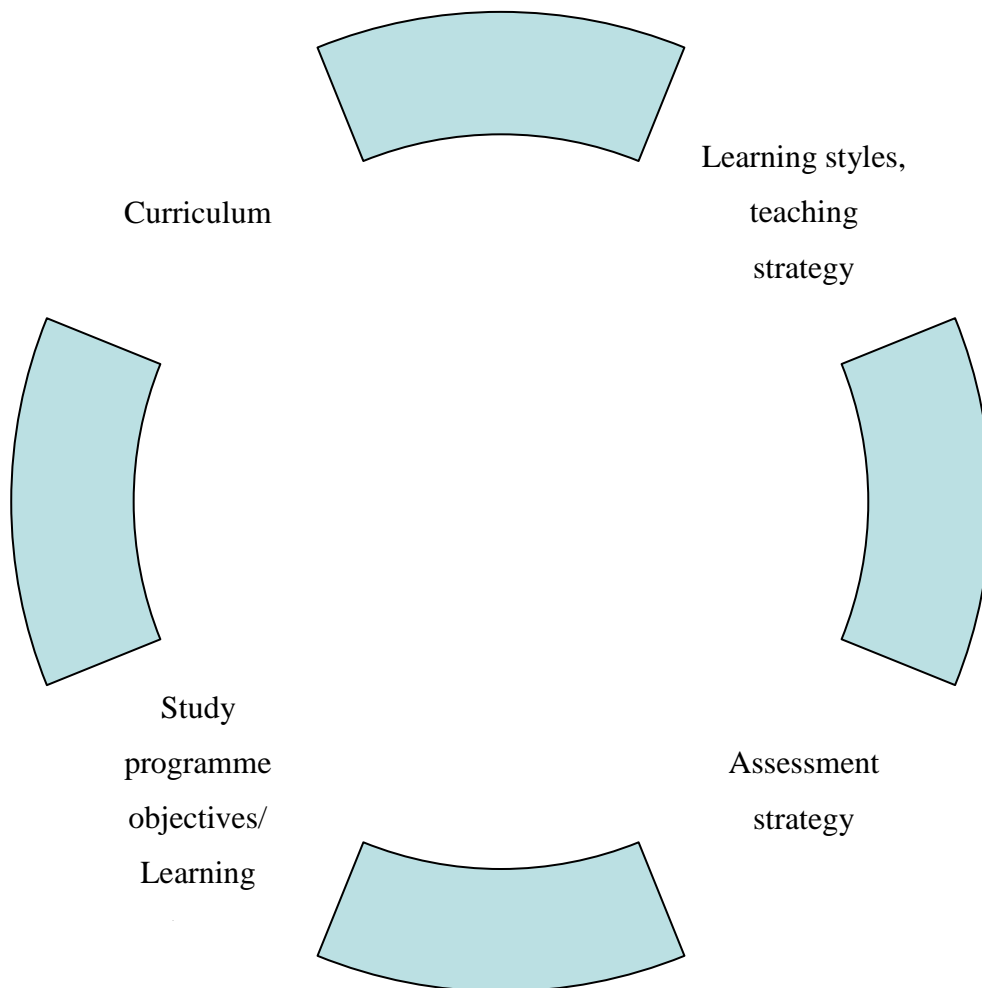 Curriculum
Learning styles,
teaching
strategy
Study
programme
objectives/
Learning
Assessment
strategy